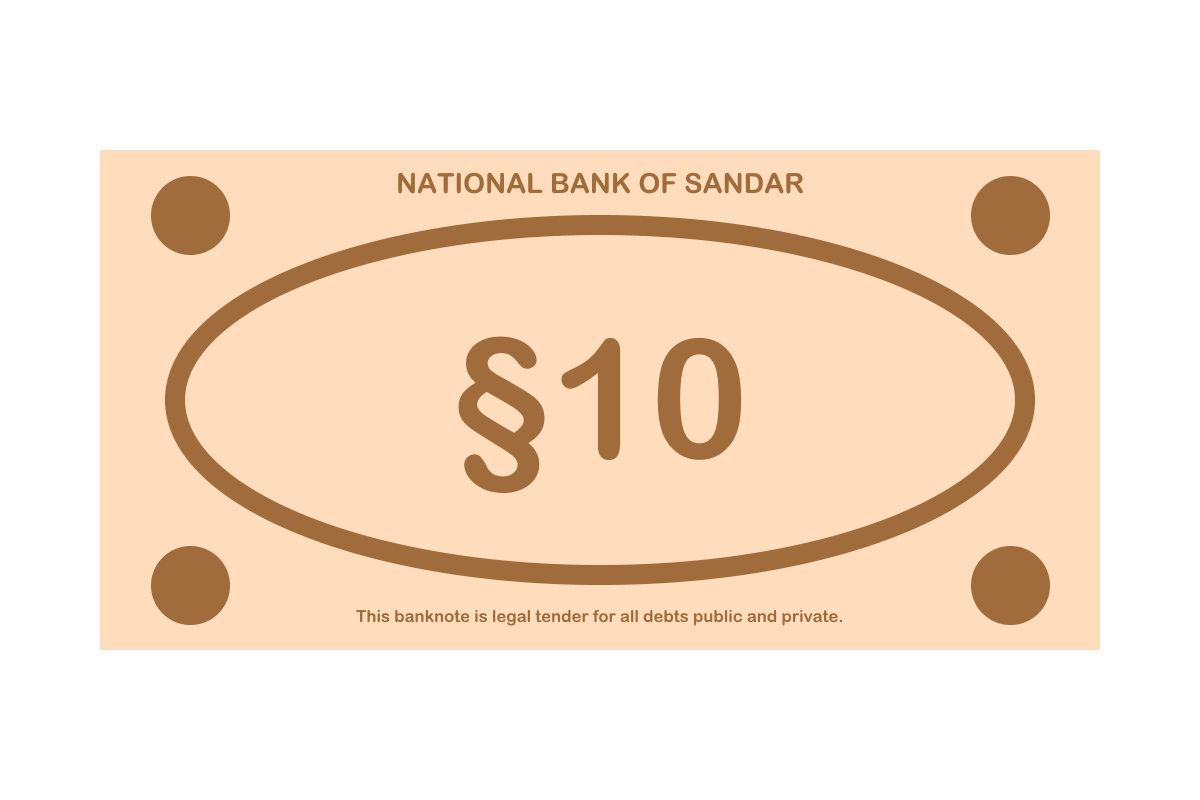 NATIONAL BANK OF SANDAR
§10
This banknote is legal tender for all debts public and private.